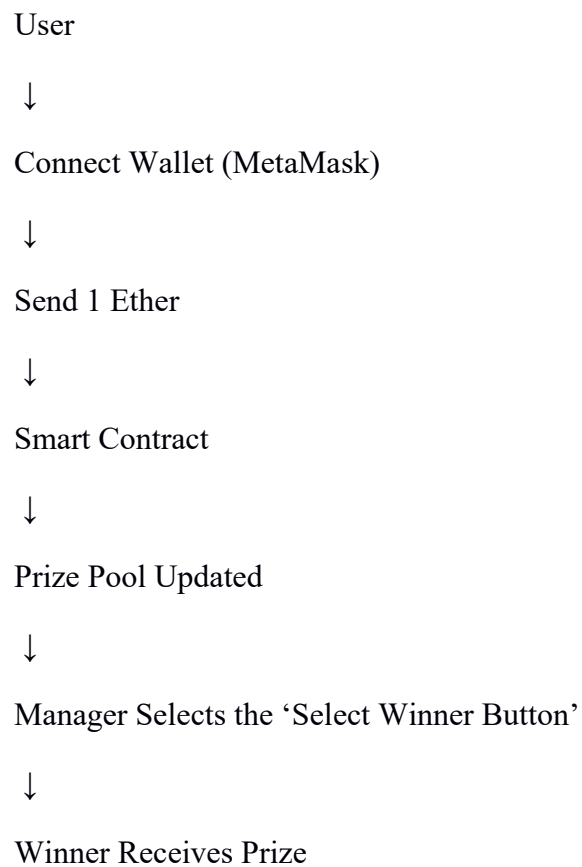 User
↓
Connect Wallet (MetaMask)
↓
Send 1 Ether
↓
Smart Contract
↓
Prize Pool Updated
↓
Manager Selects the ‘Select Winner Button’
↓
Winner Receives Prize